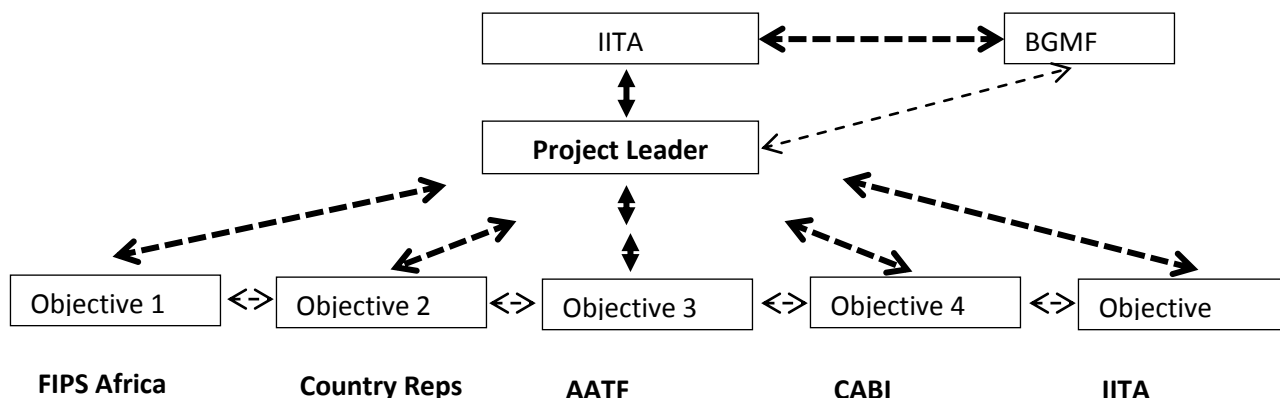 IITA
BGMF
Project Leader
Objective 1
Objective 2
Objective 3
Objective 4
Objective
FIPS Africa
Country Reps
AATF
CABI
IITA